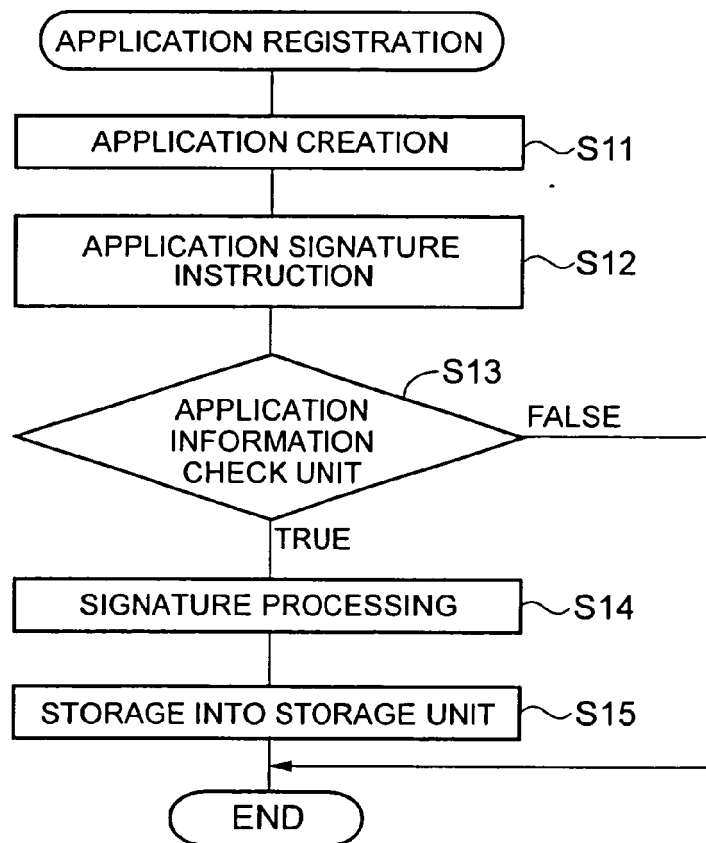 APPLICATION REGISTRATION
APPLICATION CREATION
S11
APPLICATION SIGNATURE
INSTRUCTION
S12
S13
APPLICATION
INFORMATION
CHECK UNIT
FALSE
TRUE
SIGNATURE PROCESSING
S14
STORAGE INTO STORAGE UNIT
S15
END